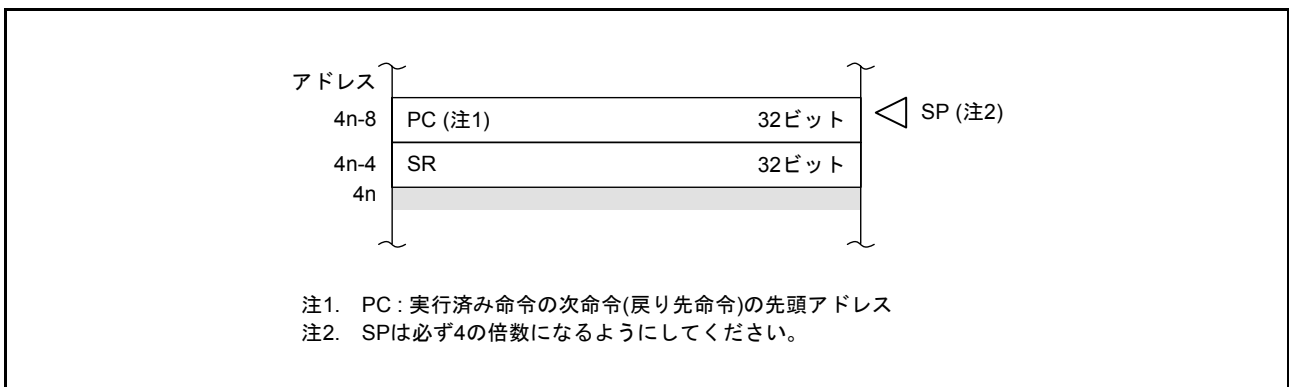 アドレス
4n-8 PC (注1) 32ビット SP (注2)
4n-4 SR 32ビット
4n
注1. PC : 実行済み命令の次命令(戻り先命令)の先頭アドレス
注2. SPは必ず4の倍数になるようにしてください。